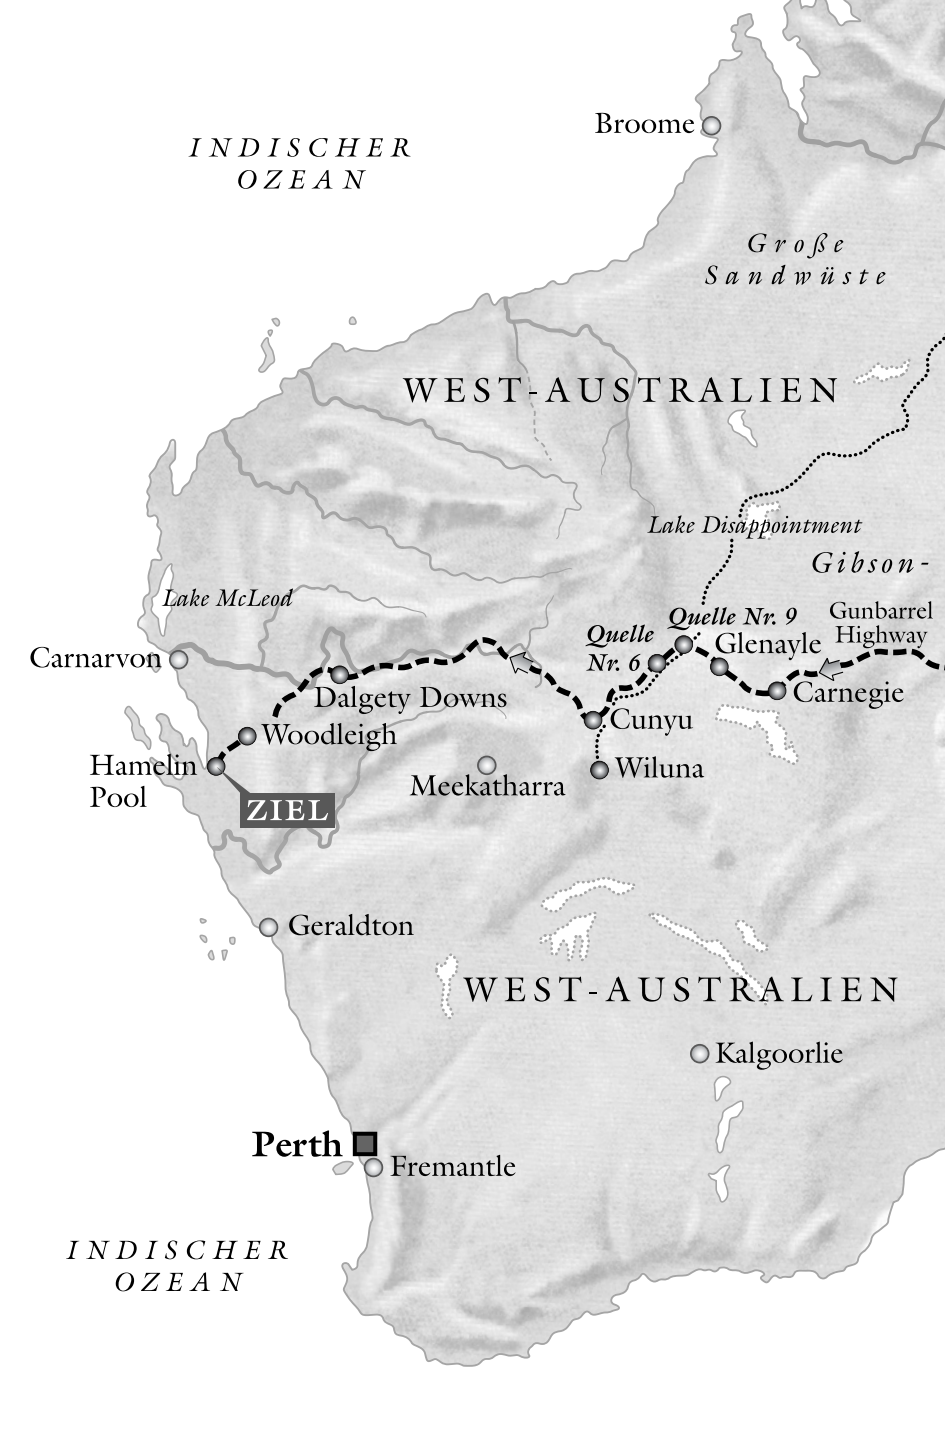 Broome
INDISCHER
OZEAN
Große
Sandwüste
WEST-AUSTRALIEN
Lake Disappointment
Gibson-
Lake McLeod
Quelle Nr. 9
Gunbarrel
Highway
Quelle
Nr. 6
Glenayle
Carnarvon
Dalgety Downs
Carnegie
Cunyu
Woodleigh
Hamelin
Pool
Wiluna
Meekatharra
ZIEL
Geraldton
WEST-AUSTRALIEN
Kalgoorlie
Perth
Fremantle
INDISCHER
OZEAN